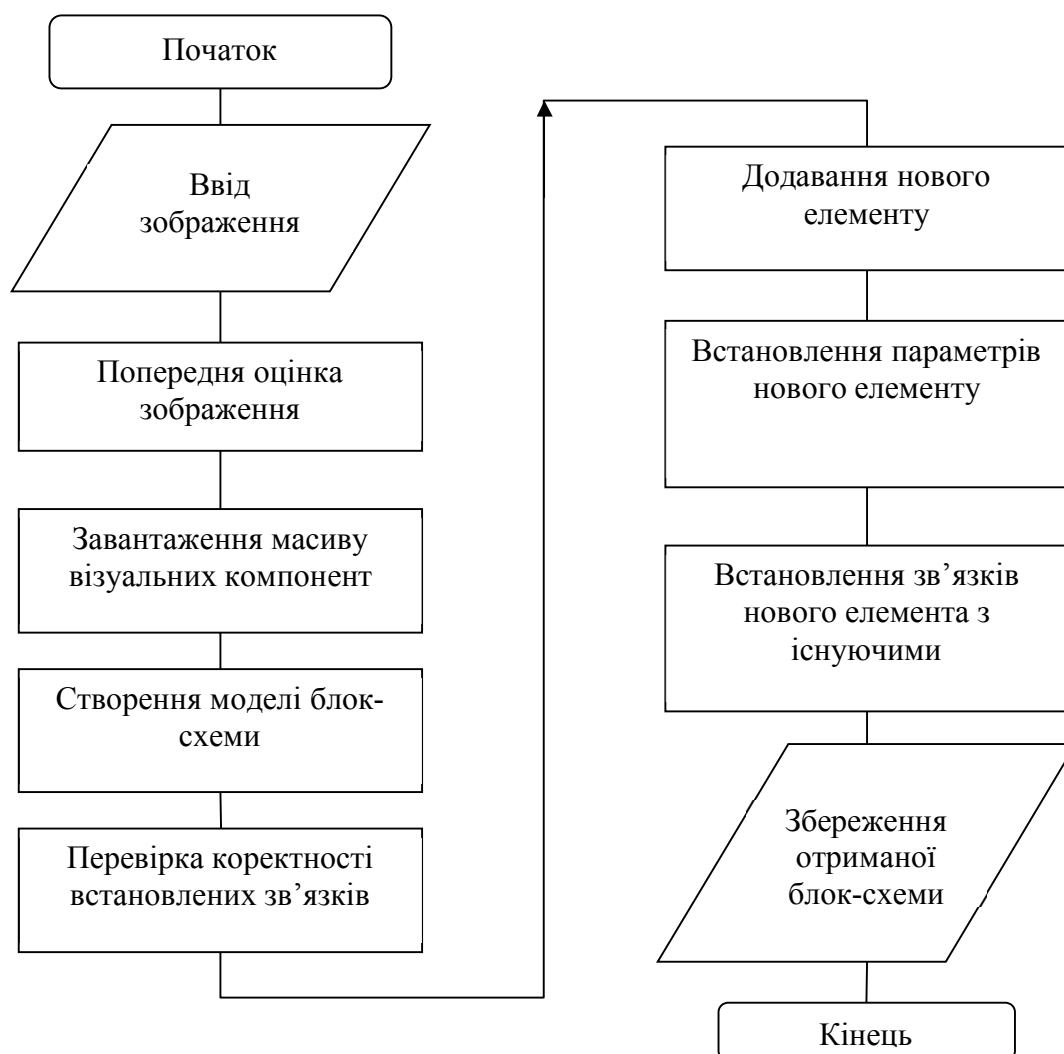 Початок
Ввід
зображення
Попередня оцінка
зображення
Завантаження масиву
візуальних компонент
Створення моделі блок-
схеми
Перевірка коректності
встановлених зв’язків
Додавання нового
елементу
Встановлення параметрів
нового елементу
Встановлення зв’язків
нового елемента з
існуючими
Збереження
отриманої
блок-схеми
Кінець